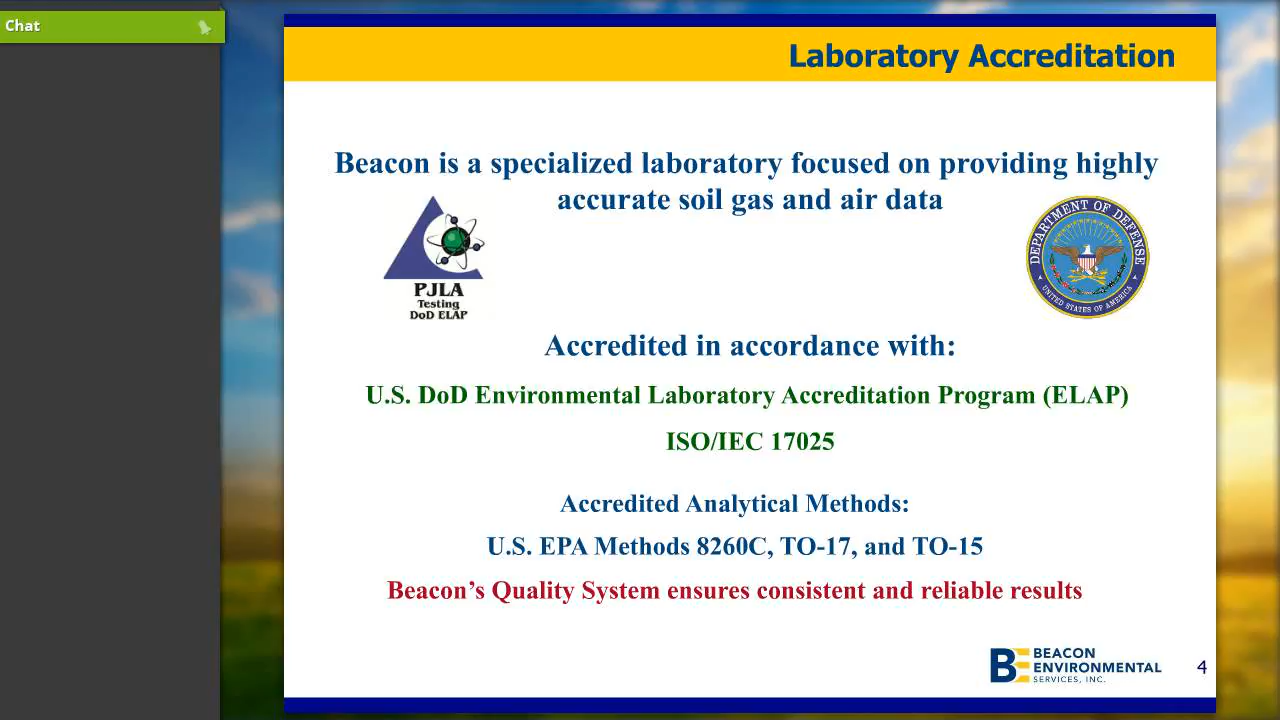 Chat
Laboratory Accreditation
Beacon is a specialized laboratory focused on providing highly
accurate soil gas and air data
PJLA
Testing
DoD ELAP
DEPARTMENT OF DEFENSE
UNITED STATES OF AMERICA
Accredited in accordance with:
U.S. DoD Environmental Laboratory Accreditation Program (ELAP)
ISO/IEC 17025
Accredited Analytical Methods:
U.S. EPA Methods 8260C, TO-17, and TO-15
Beacon’s Quality System ensures consistent and reliable results
BE
BEACON
ENVIRONMENTAL
SERVICES, INC.
4